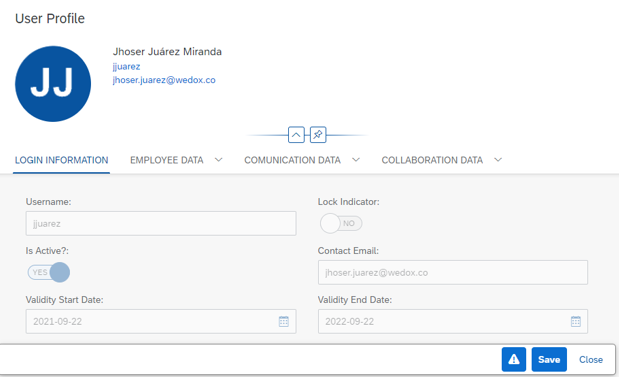 User Profile
JJ
Jhoser Juárez Miranda
jjuarez
jhoser.juarez@wedox.co
LOGIN INFORMATION EMPLOYEE DATA COMUNICATION DATA COLLABORATION DATA
Username: Lock Indicator:
jjuarez NO
Is Active?: Contact Email:
YES jhoser.juarez@wedox.co
Validity Start Date: Validity End Date:
2021-09-22 2022-09-22
Save Close